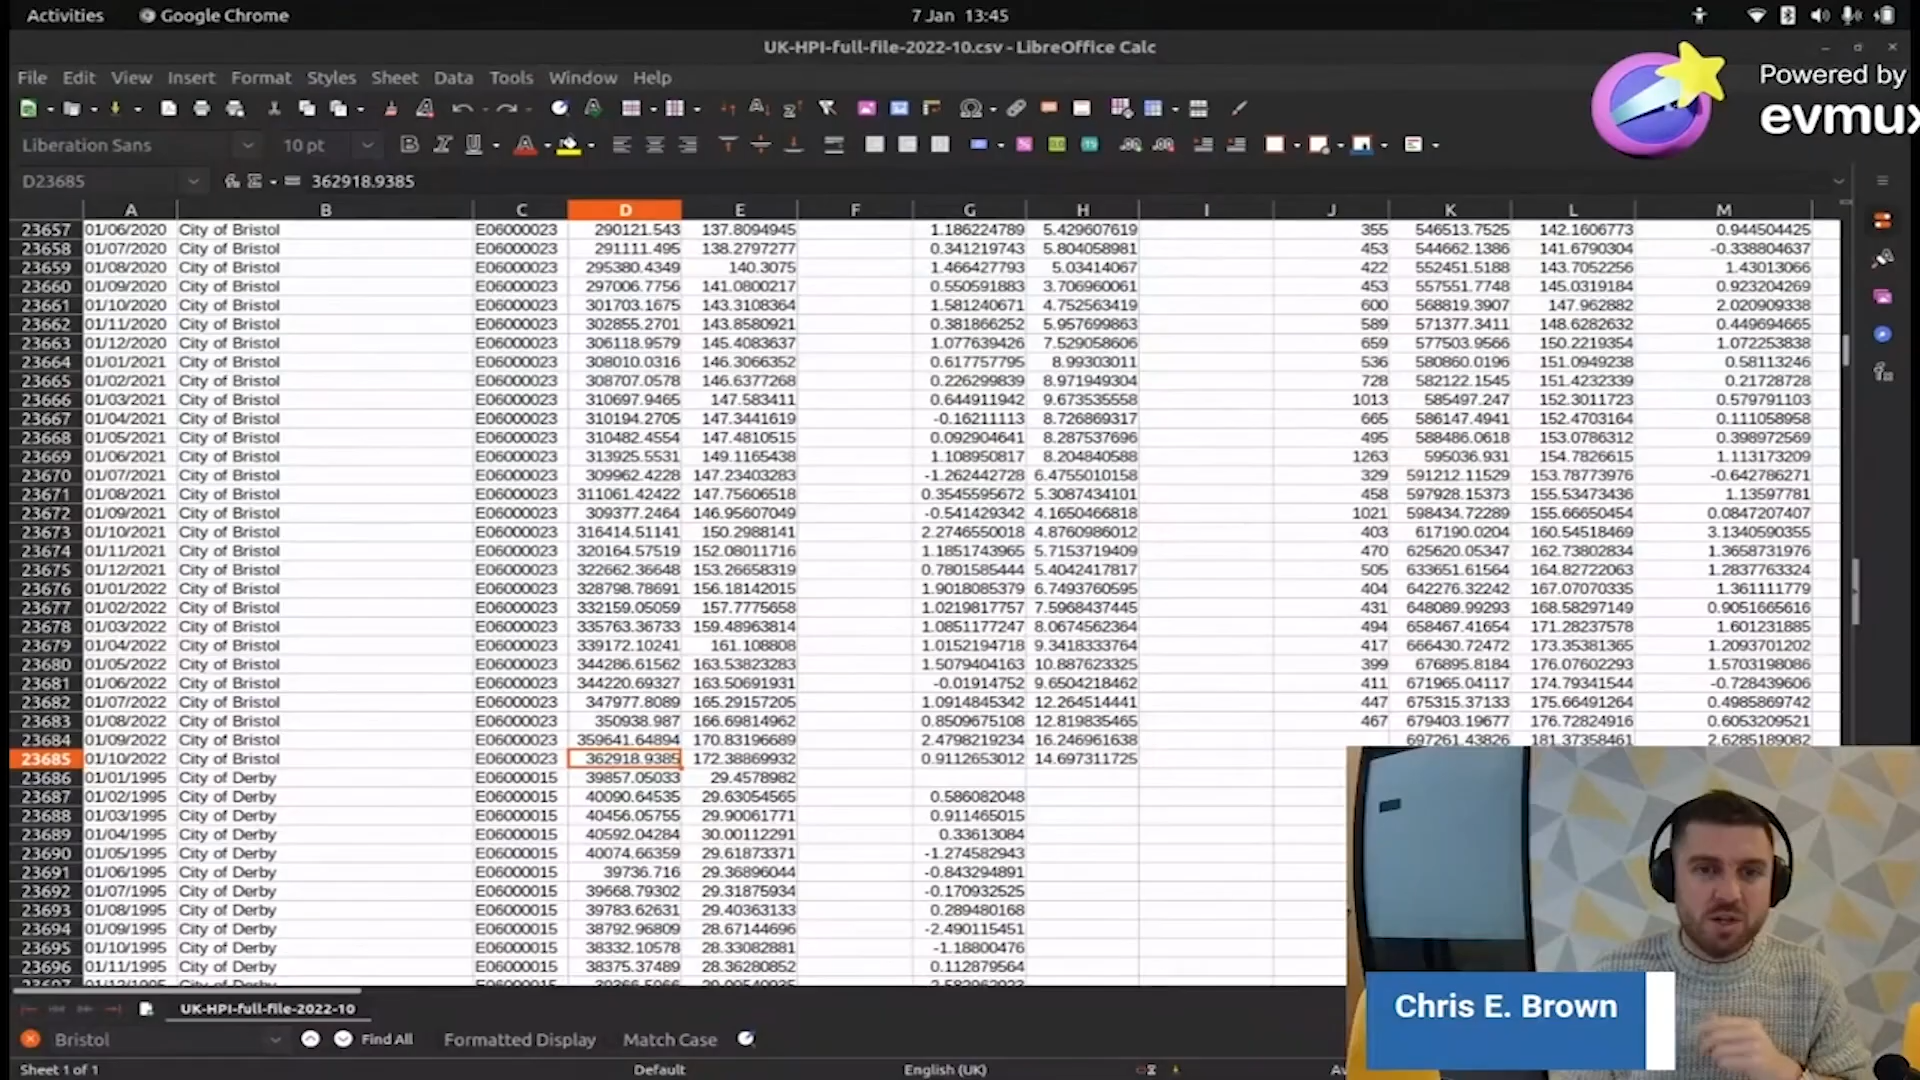 Activities Google Chrome 7 Jan 13:45
UK-HPI-full-file-2022-10.csv - LibreOffice Calc
File Edit View Insert Format Styles Sheet Data Tools Window Help
Powered by
evmux
Liberation Sans 10 pt
D23685 362918.9385
A B C D E F G H I J K L M
23657 01/06/2020 City of Bristol E06000023 290121.543 137.8094945 1.186224789 5.429607619 355 546513.7525 142.1606773 0.944504425
23658 01/07/2020 City of Bristol E06000023 291111.495 138.2797277 0.341219743 5.804058981 453 544662.1386 141.6790304 -0.338804637
23659 01/08/2020 City of Bristol E06000023 295380.4349 140.3075 1.466427793 5.03414067 422 552451.5188 143.7052256 1.43013066
23660 01/09/2020 City of Bristol E06000023 297006.7756 141.0800217 0.550591883 3.706960061 453 557551.7748 145.0319184 0.923204269
23661 01/10/2020 City of Bristol E06000023 301703.1675 143.3108364 1.581240671 4.752563419 600 568819.3907 147.962882 2.020909338
23662 01/11/2020 City of Bristol E06000023 302855.2701 143.8580921 0.381866252 5.957699863 589 571377.3411 148.6282632 0.449694665
23663 01/12/2020 City of Bristol E06000023 306118.9579 145.4083637 1.077639426 7.529058606 659 577503.9566 150.2219354 1.072253838
23664 01/01/2021 City of Bristol E06000023 308010.0316 146.3066352 0.617757795 8.99303011 536 580860.0196 151.0949238 0.58113246
23665 01/02/2021 City of Bristol E06000023 308707.0578 146.6377268 0.226299839 8.971949304 728 582122.1545 151.4232339 0.21728728
23666 01/03/2021 City of Bristol E06000023 310697.9465 147.583411 0.644911942 9.673535558 1013 585497.247 152.3011723 0.579791103
23667 01/04/2021 City of Bristol E06000023 310194.2705 147.3441619 -0.16211113 8.726869317 665 586147.4941 152.4703164 0.111058958
23668 01/05/2021 City of Bristol E06000023 310482.4554 147.4810515 0.092904641 8.287537696 495 588486.0618 153.0786312 0.398972569
23669 01/06/2021 City of Bristol E06000023 313925.5531 149.1165438 1.108950817 8.204840588 1263 595036.931 154.7826615 1.113173209
23670 01/07/2021 City of Bristol E06000023 309962.4228 147.23403283 -1.262442728 6.4755010158 329 591212.11529 153.78773976 -0.642786271
23671 01/08/2021 City of Bristol E06000023 311061.42422 147.75606518 0.3545595672 5.3087434101 458 597928.15373 155.53473436 1.13597781
23672 01/09/2021 City of Bristol E06000023 309377.2464 146.95607049 -0.541429342 4.1650466818 1021 598434.72289 155.66650454 0.0847207407
23673 01/10/2021 City of Bristol E06000023 316414.51141 150.2988141 2.2746550018 4.8760986012 403 617190.0204 160.54518469 3.1340590355
23674 01/11/2021 City of Bristol E06000023 320164.57519 152.08011716 1.1851743965 5.7153719409 470 625620.05347 162.73802834 1.3658731976
23675 01/12/2021 City of Bristol E06000023 322662.36648 153.26658319 0.7801585444 5.4042417817 505 633651.61564 164.82722063 1.2837763324
23676 01/01/2022 City of Bristol E06000023 328798.78691 156.18142015 1.9018085379 6.7493760595 404 642276.32242 167.07070335 1.3611111779
23677 01/02/2022 City of Bristol E06000023 332159.05059 157.7775658 1.0219817757 7.5968437445 431 648089.99293 168.58297149 0.9051665616
23678 01/03/2022 City of Bristol E06000023 335763.36733 159.48963814 1.0851177247 8.0674562364 494 658467.41654 171.28237578 1.601231885
23679 01/04/2022 City of Bristol E06000023 339172.10241 161.108808 1.0152194718 9.3418333764 417 666430.72472 173.35381365 1.2093701202
23680 01/05/2022 City of Bristol E06000023 344286.61562 163.53823283 1.5079404163 10.887623325 399 676895.8184 176.07602293 1.5703198086
23681 01/06/2022 City of Bristol E06000023 344220.69327 163.50691931 -0.01914752 9.6504218462 411 671965.04117 174.79341544 -0.728439606
23682 01/07/2022 City of Bristol E06000023 347977.8089 165.29157205 1.0914845342 12.264514441 447 675315.37133 175.66491264 0.4985869742
23683 01/08/2022 City of Bristol E06000023 350938.987 166.69814962 0.8509675108 12.819835465 467 679403.19677 176.72824916 0.6053209521
23684 01/09/2022 City of Bristol E06000023 359641.64894 170.83196689 2.4798219234 16.246961638 697261.43826 181.37358461 2.6285189082
23685 01/10/2022 City of Bristol E06000023 362918.9385 172.38869932 0.9112653012 14.697311725
23686 01/01/1995 City of Derby E06000015 39857.05033 29.4578982
23687 01/02/1995 City of Derby E06000015 40090.64535 29.63054565 0.586082048
23688 01/03/1995 City of Derby E06000015 40456.05755 29.90061771 0.911465015
23689 01/04/1995 City of Derby E06000015 40592.04284 30.00112291 0.33613084
23690 01/05/1995 City of Derby E06000015 40074.66359 29.61873371 -1.274582943
23691 01/06/1995 City of Derby E06000015 39736.716 29.36896044 -0.843294891
23692 01/07/1995 City of Derby E06000015 39668.79302 29.31875934 -0.170932525
23693 01/08/1995 City of Derby E06000015 39783.62631 29.40363133 0.289480168
23694 01/09/1995 City of Derby E06000015 38792.96809 28.67144696 -2.490115451
23695 01/10/1995 City of Derby E06000015 38332.10578 28.33082881 -1.18800476
23696 01/11/1995 City of Derby E06000015 38375.37489 28.36280852 0.112879564
Chris E. Brown
UK-HPI-full-file-2022-10
Bristol Find All Formatted Display Match Case
Sheet 1 of 1 Default English (UK)